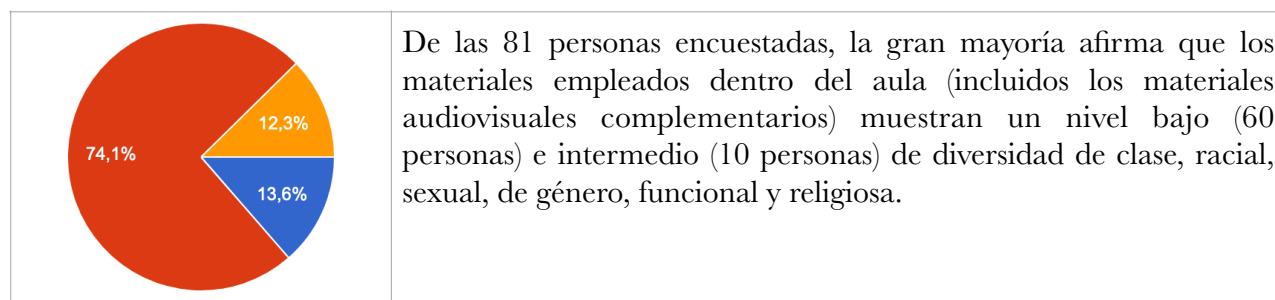 74,1%
12,3%
13,6%
De las 81 personas encuestadas, la gran mayoría afirma que los
materiales empleados dentro del aula (incluidos los materiales
audiovisuales complementarios) muestran un nivel bajo (60
personas) e intermedio (10 personas) de diversidad de clase, racial,
sexual, de género, funcional y religiosa.